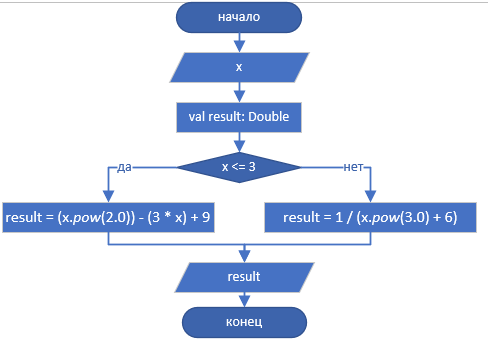 начало
x
val result: Double
x <= 3
да
нет
result = (x.pow(2.0)) - (3 * x) + 9
result = 1 / (x.pow(3.0) + 6)
result
конец